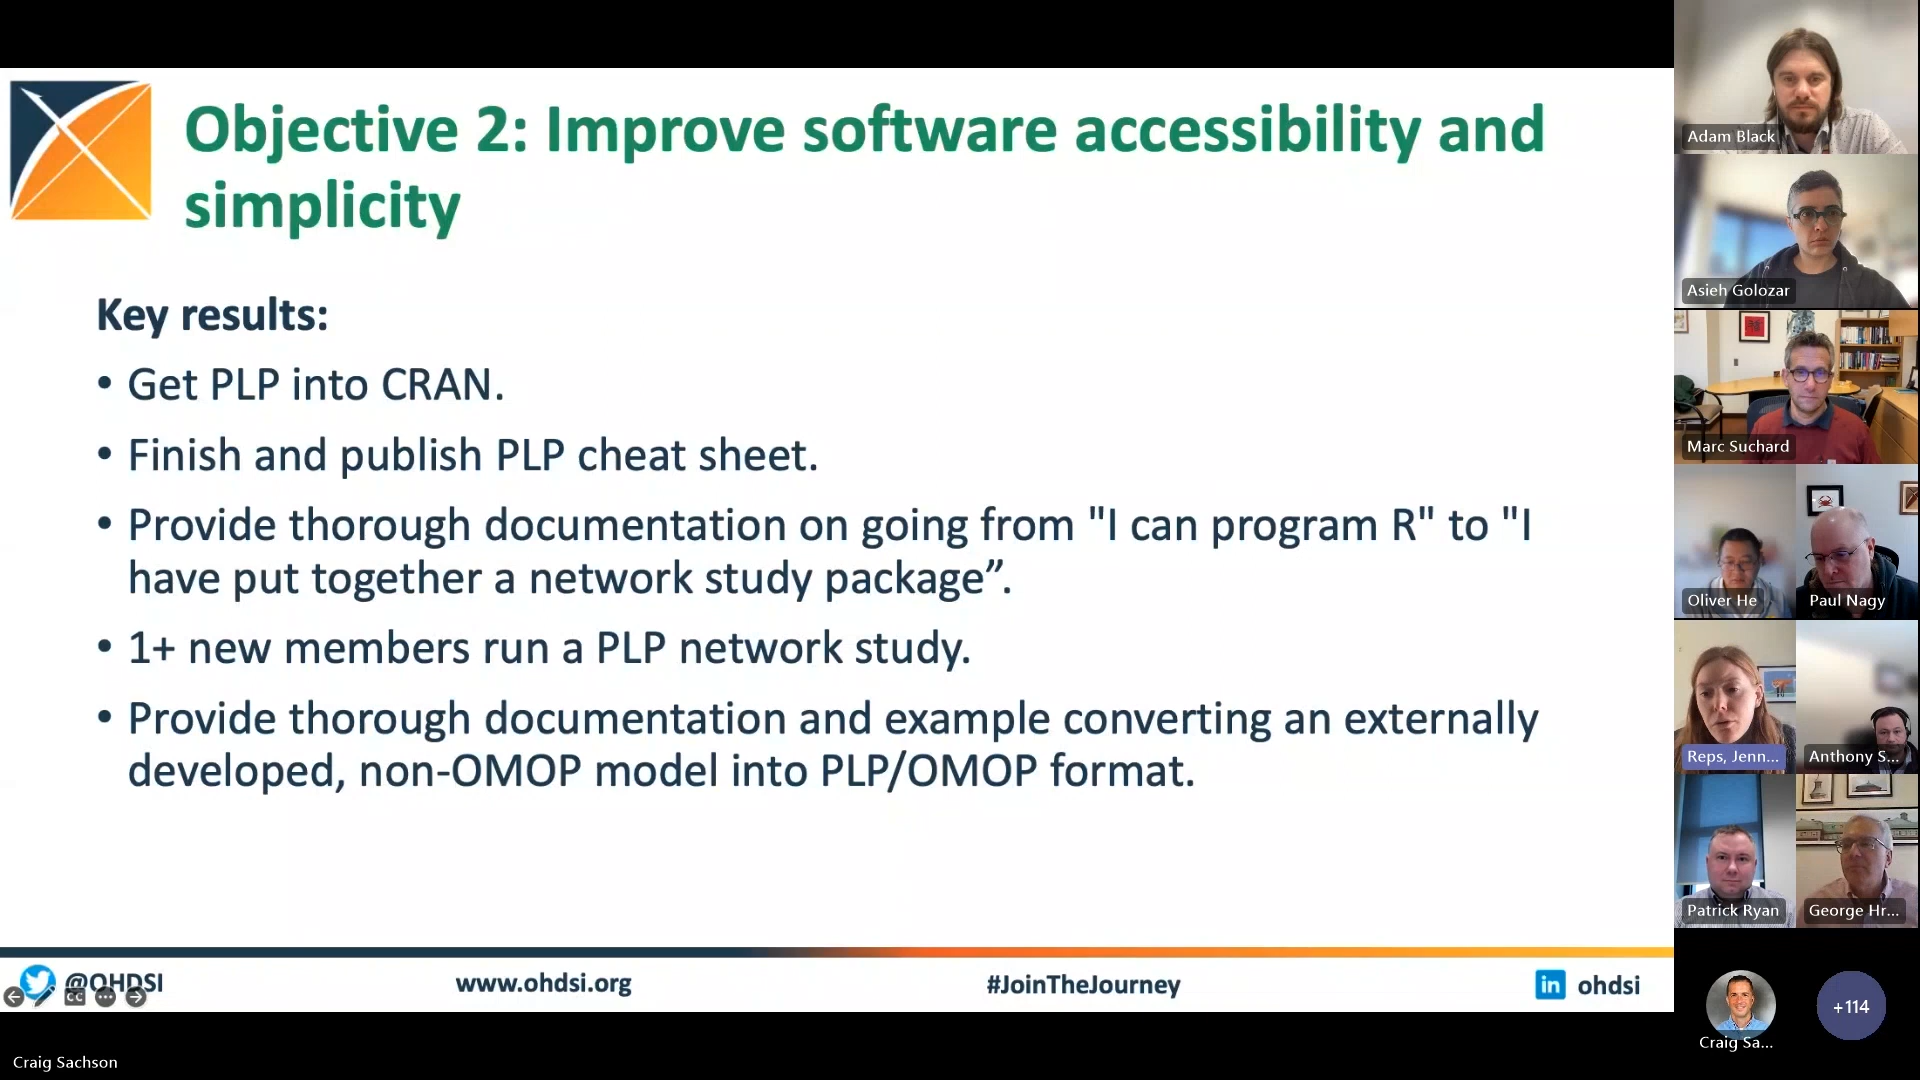 Objective 2: Improve software accessibility and
simplicity
Key results:
• Get PLP into CRAN.
• Finish and publish PLP cheat sheet.
• Provide thorough documentation on going from "I can program R" to "I
have put together a network study package”.
• 1+ new members run a PLP network study.
• Provide thorough documentation and example converting an externally
developed, non-OMOP model into PLP/OMOP format.
@OHDSI
www.ohdsi.org
#JoinTheJourney
in ohdsi
CC
Craig Sachson
Adam Black
Asieh Golozar
Marc Suchard
Oliver He
Paul Nagy
Reps, Jenn...
Anthony S...
Patrick Ryan
George Hr...
Craig Sa...
+114